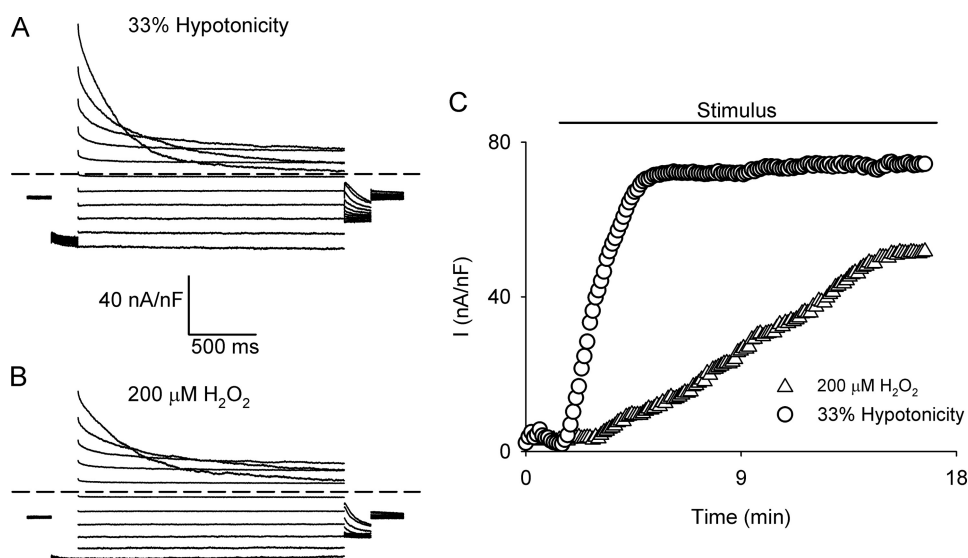 A
33% Hypotonicity
40 nA/nF
500 ms
B
200 μM H₂O₂
C
Stimulus
80
40
0
I (nA/nF)
200 μM H₂O₂
33% Hypotonicity
0
9
18
Time (min)